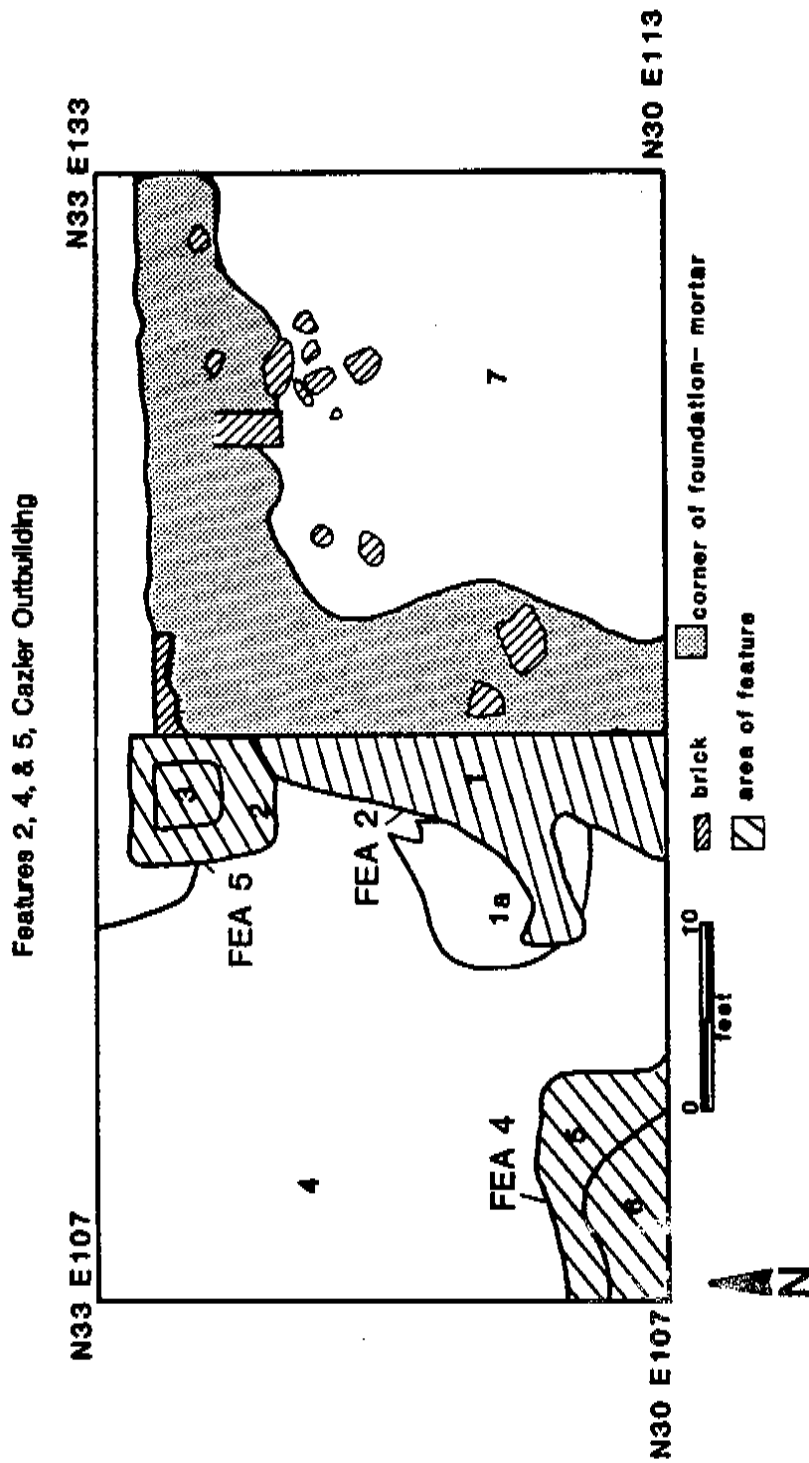 Features 2, 4, & 5, Cazier Outbuilding
N33 E107
N33 E133
3
2
FEA 5
4
FEA 2
1
1a
7
FEA 4
5
6
N30 E107
N30 E113
0 10
feet
brick
corner of foundation- mortar
area of feature
N